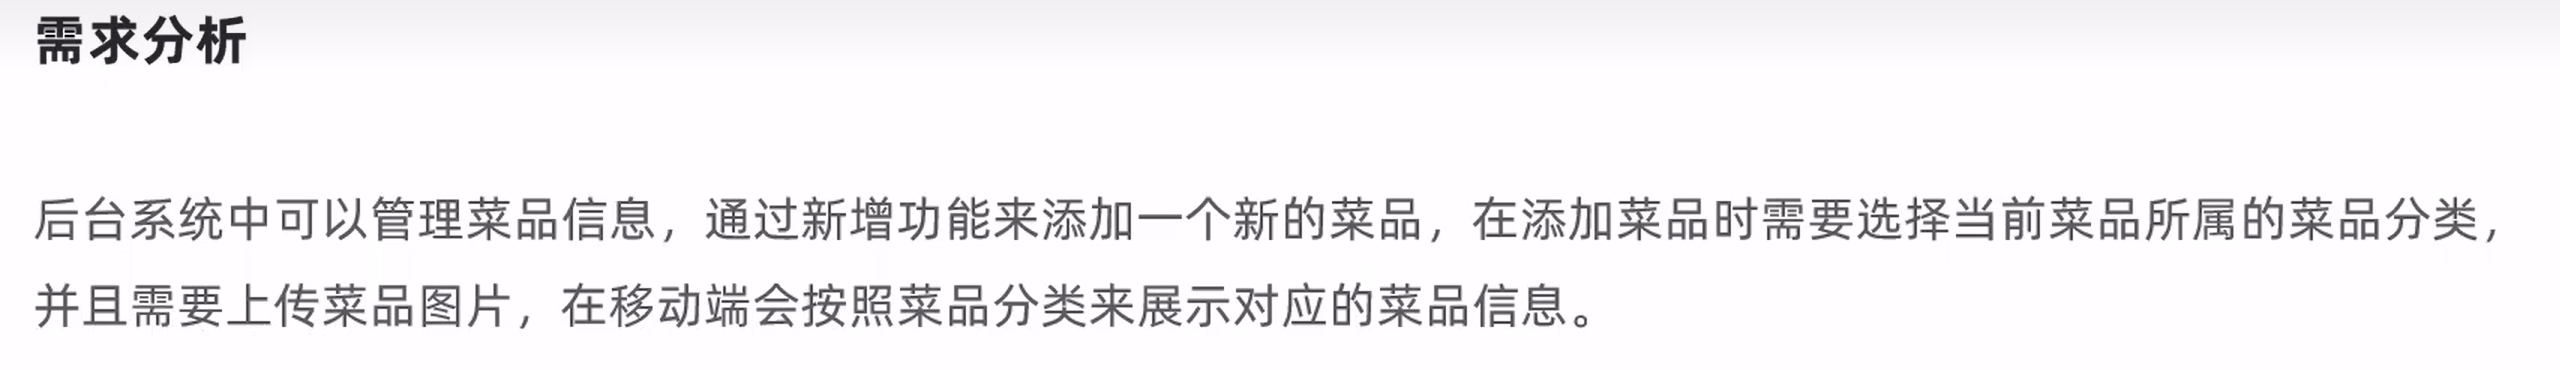 需求分析
后台系统中可以管理菜品信息，通过新增功能来添加一个新的菜品，在添加菜品时需要选择当前菜品所属的菜品分类，
并且需要上传菜品图片，在移动端会按照菜品分类来展示对应的菜品信息。